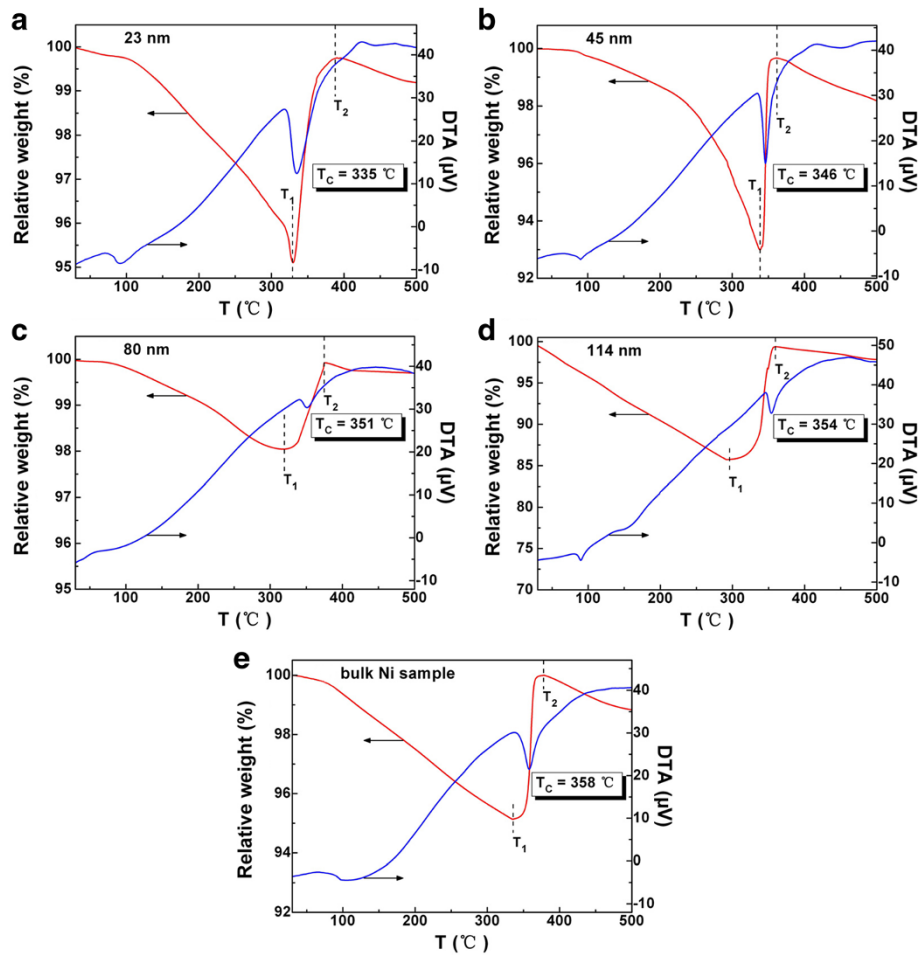 a
23 nm
Relative weight (%)
100
99
98
97
96
95
T₂
T₁
T_C = 335 ℃
40
30
20
10
0
-10
DTA (µV)
100
200
300
400
500
T (℃)
b
45 nm
Relative weight (%)
100
98
96
94
92
T₂
T₁
T_C = 346 ℃
40
30
20
10
0
-10
DTA (µV)
100
200
300
400
500
T (℃)
c
80 nm
Relative weight (%)
100
99
98
97
96
95
T₂
T₁
T_C = 351 ℃
40
30
20
10
0
-10
DTA (µV)
100
200
300
400
500
T (℃)
d
114 nm
Relative weight (%)
100
95
90
85
80
75
70
T₂
T₁
T_C = 354 ℃
50
40
30
20
10
0
-10
DTA (µV)
100
200
300
400
500
T (℃)
e
bulk Ni sample
Relative weight (%)
100
98
96
94
92
T₂
T₁
T_C = 358 ℃
40
30
20
10
0
-10
DTA (µV)
100
200
300
400
500
T (℃)